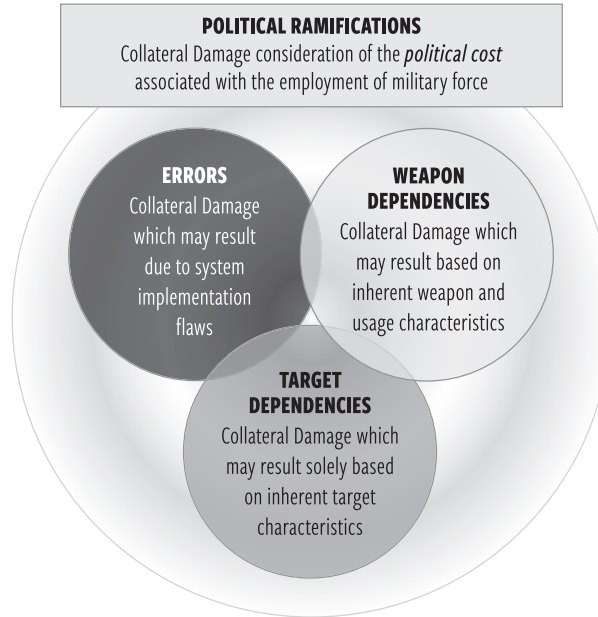 POLITICAL RAMIFICATIONS
Collateral Damage consideration of the political cost
associated with the employment of military force
ERRORS
Collateral Damage
which may result
due to system
implementation
flaws
WEAPON
DEPENDENCIES
Collateral Damage which
may result based on
inherent weapon and
usage characteristics
TARGET
DEPENDENCIES
Collateral Damage which
may result solely based
on inherent target
characteristics